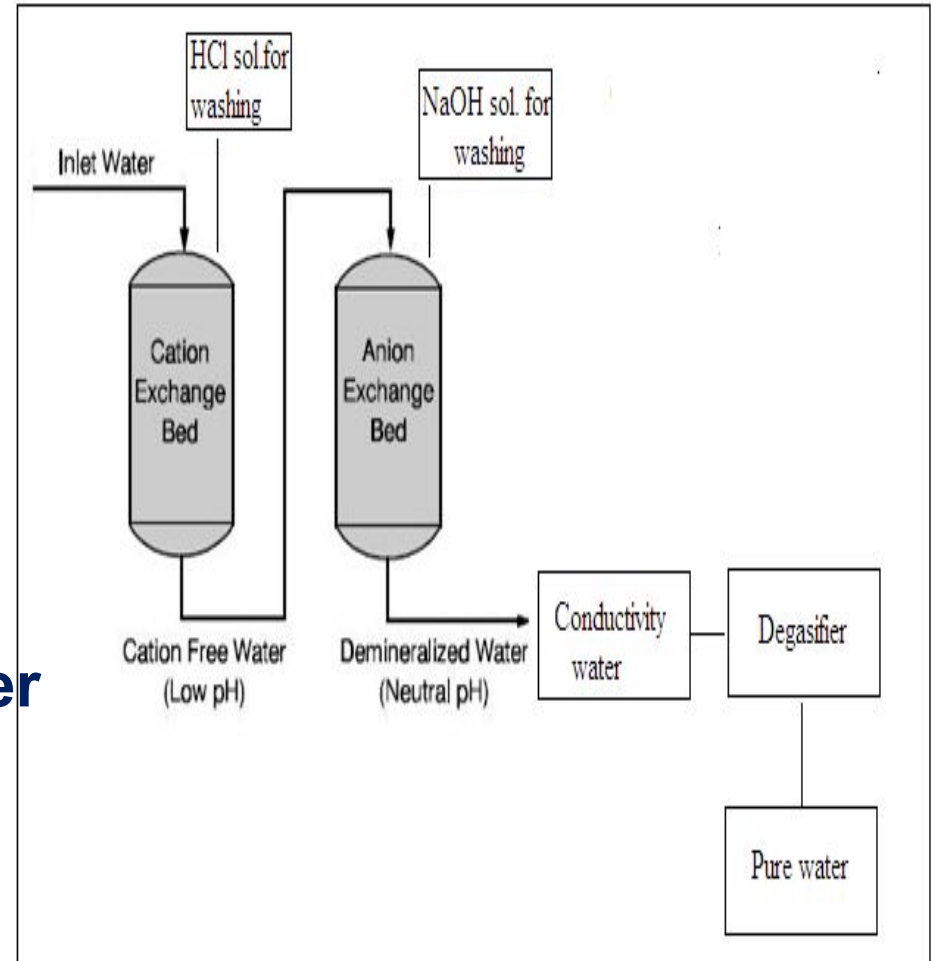 HCl sol.for
washing
NaOH sol. for
washing
Inlet Water
Cation
Exchange
Bed
Anion
Exchange
Bed
Cation Free Water
(Low pH)
Demineralized Water
(Neutral pH)
Conductivity
water
Degasifier
Pure water
er